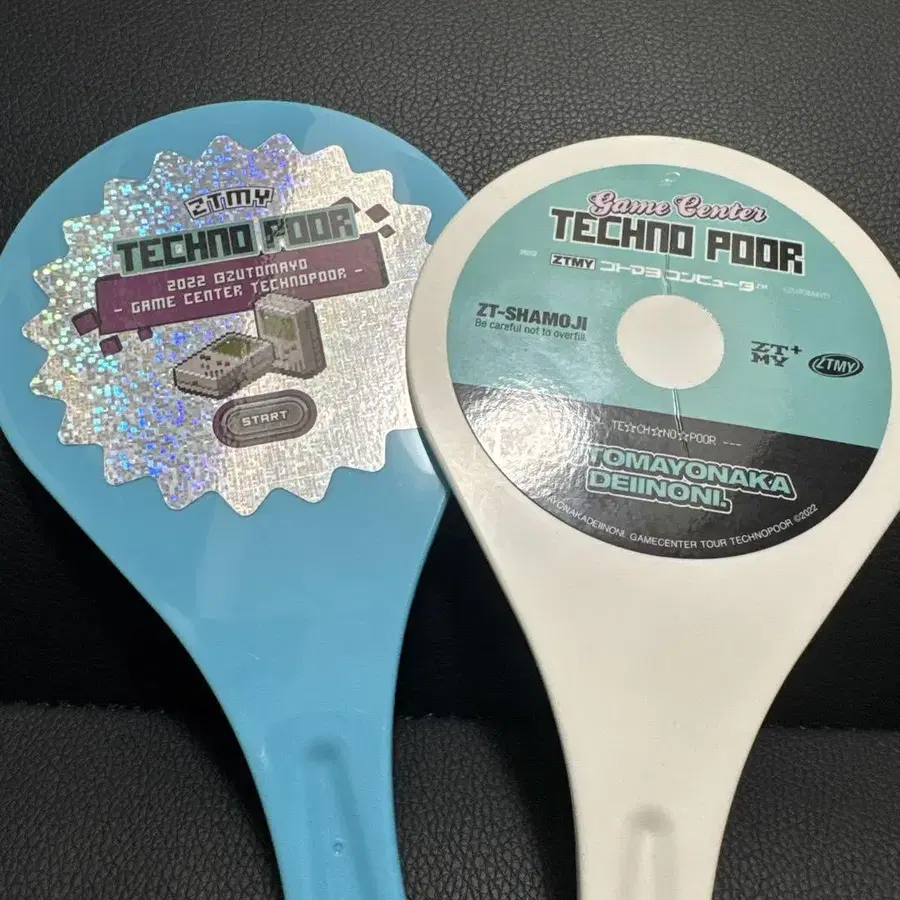 ZTMY
TECHNO POOR
2022 @ZUTOMAYO
- GAME CENTER TECHNOPOOR -
START
Game Center
TECHNO POOR
ZTMY
ZT-SHAMOJI
Be careful not to overfill.
ZT+
MY
ZTMY
TE☆CH☆NO☆POOR ---
TOMAYONAKA
DEIINONI.
ONAKADEIINONI. GAMECENTER TOUR TECHNOPOOR ©2022